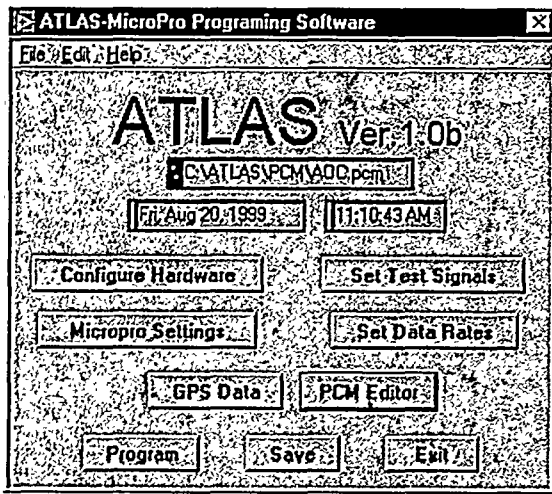 ATLAS-MicroPro Programing Software
File Edit Help
ATLAS Ver. 1.0b
C:\ATLAS\PCM\ADC.pcm
Fri, Aug 20, 1999 11:10:43 AM
Configure Hardware Set Test Signals
Micropro Settings Set Data Rates
GPS Data PCM Editor
Program Save Exit